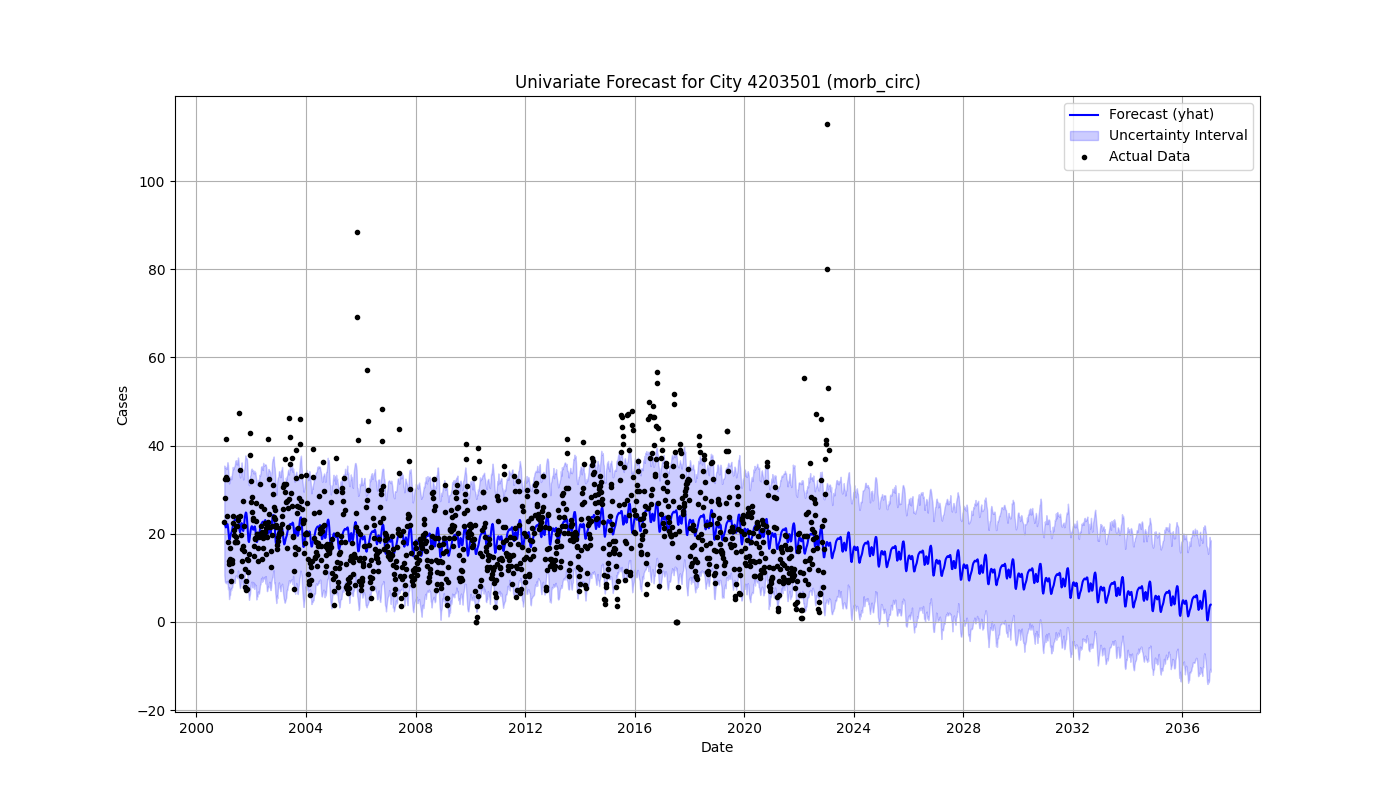 Univariate Forecast for City 4203501 (morb_circ)
Forecast (yhat)
Uncertainty Interval
Actual Data
Cases
100
80
60
40
20
0
−20
2000 2004 2008 2012 2016 2020 2024 2028 2032 2036
Date